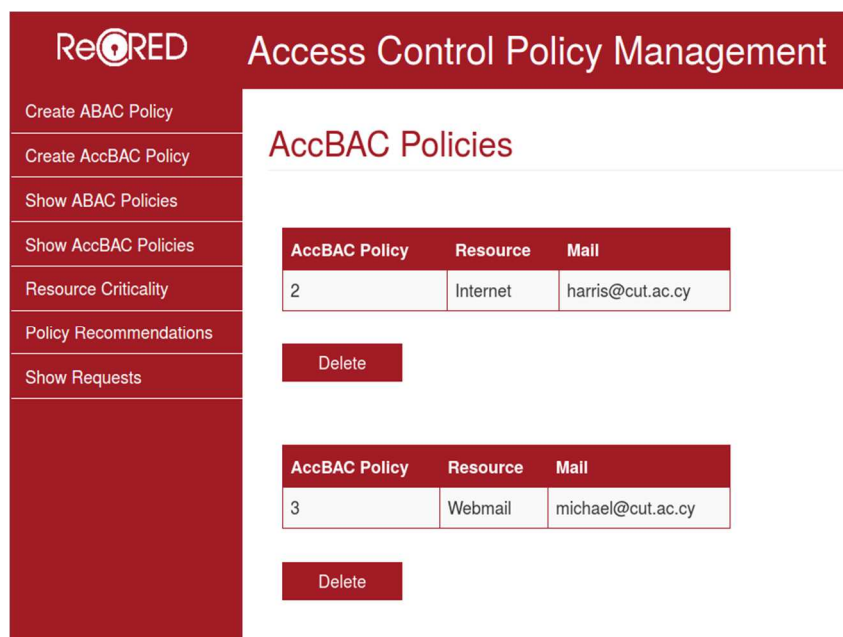 ReCRED
Access Control Policy Management
Create ABAC Policy
Create AccBAC Policy
Show ABAC Policies
Show AccBAC Policies
Resource Criticality
Policy Recommendations
Show Requests
AccBAC Policies
AccBAC Policy Resource Mail
2 Internet harris@cut.ac.cy
Delete
AccBAC Policy Resource Mail
3 Webmail michael@cut.ac.cy
Delete